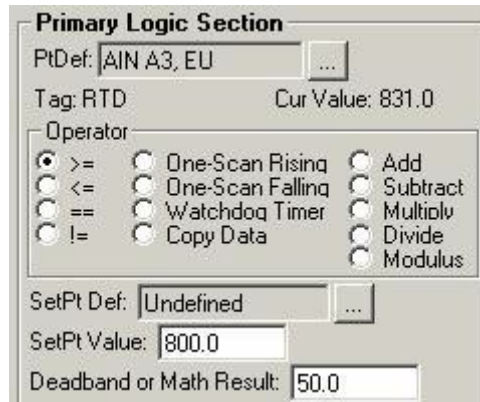 Primary Logic Section
PtDef: AIN A3, EU ...
Tag: RTD Cur Value: 831.0
Operator
>= One-Scan Rising Add
<= One-Scan Falling Subtract
== Watchdog Timer Multiply
!= Copy Data Divide
Modulus
SetPt Def: Undefined ...
SetPt Value: 800.0
Deadband or Math Result: 50.0